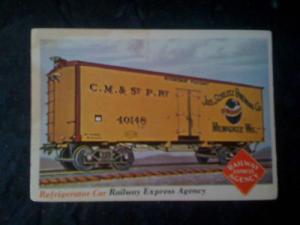 C. M. & ST P. RY
40148
JOS. SCHLITZ BREWING CO
MILWAUKEE WIS.
RAILWAY
EXPRESS
AGENCY
Refrigerator Car Railway Express Agency